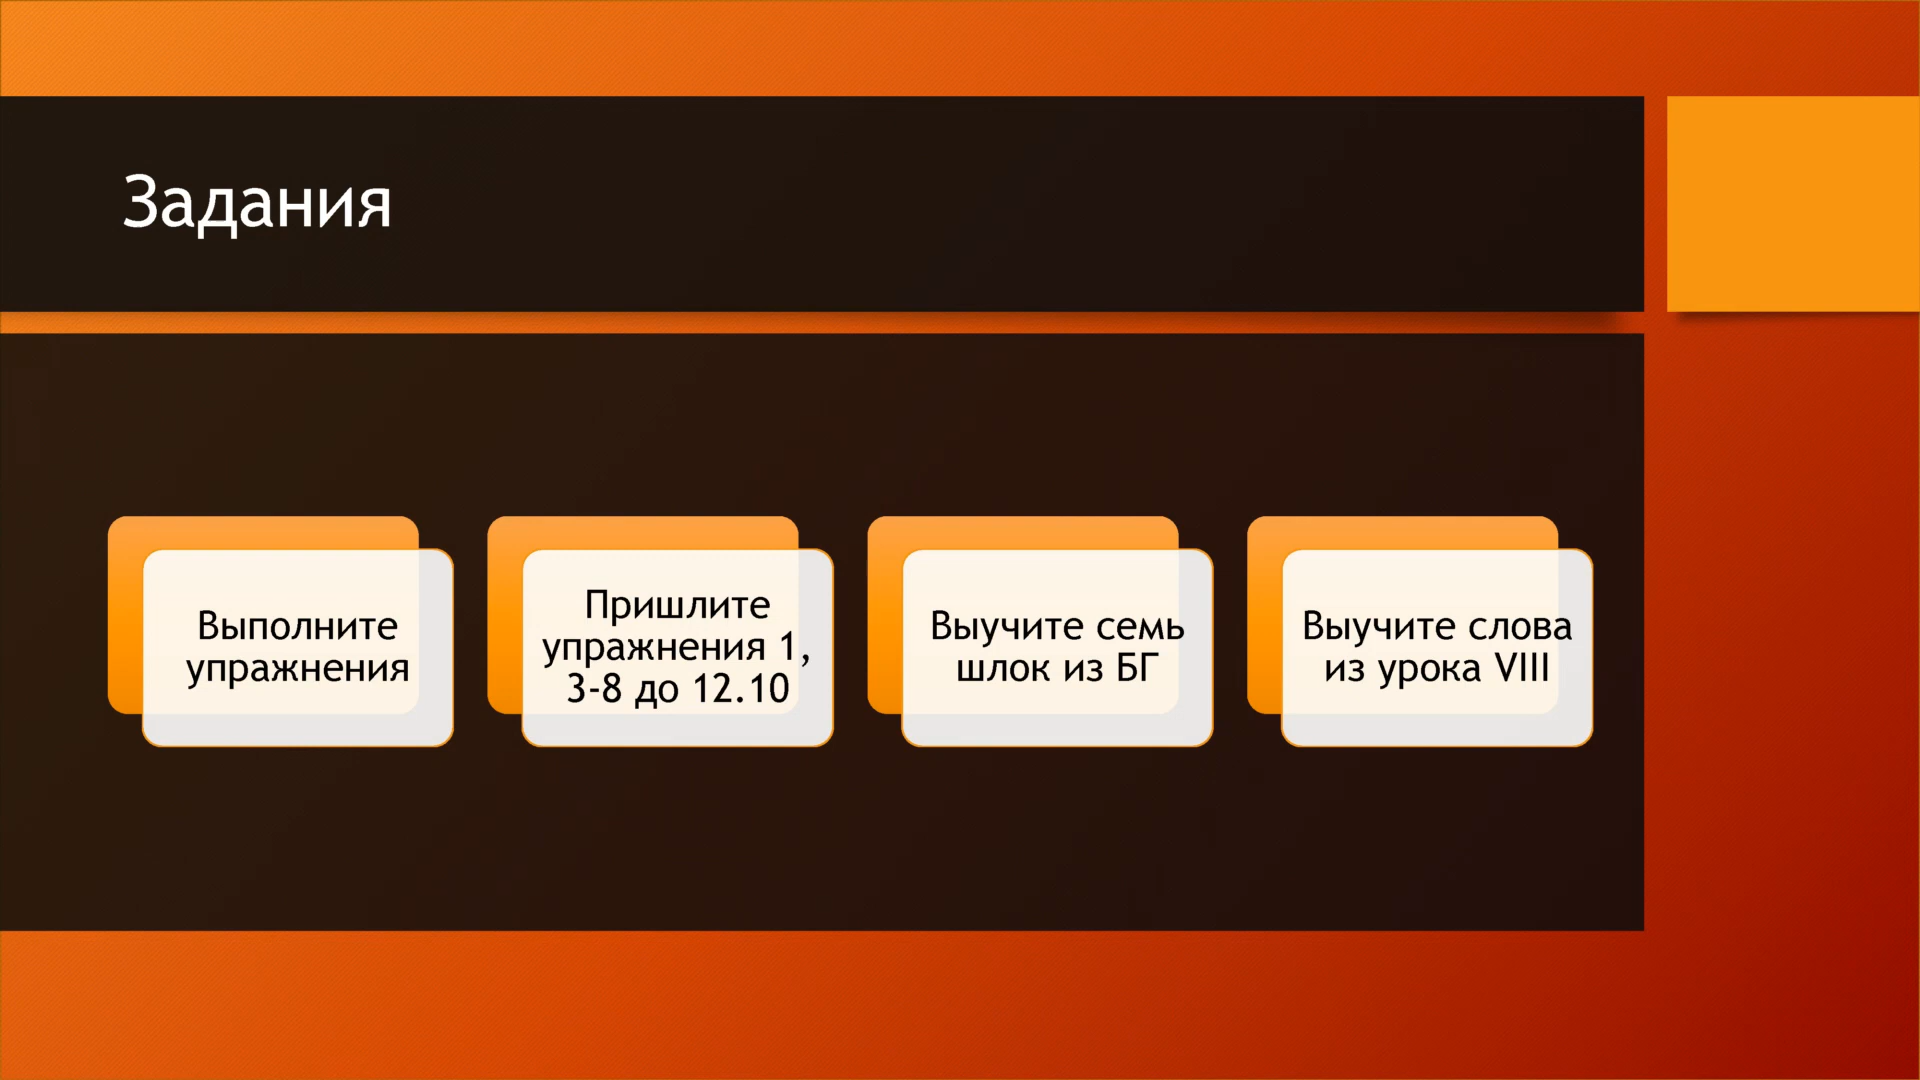 Задания
Выполните
упражнения
Пришлите
упражнения 1,
3-8 до 12.10
Выучите семь
шлок из БГ
Выучите слова
из урока VIII